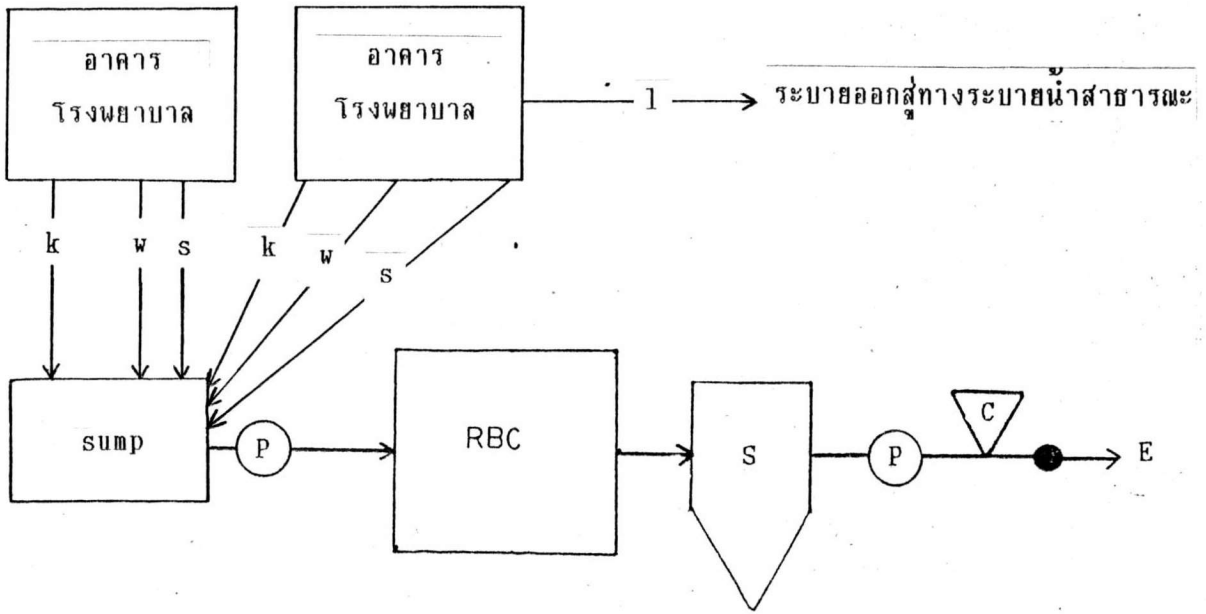 อาคาร
โรงพยาบาล
อาคาร
โรงพยาบาล
l
ระบายออกสู่ทางระบายน้ำสาธารณะ
k
w
s
k
w
s
sump
P
RBC
S
P
C
E